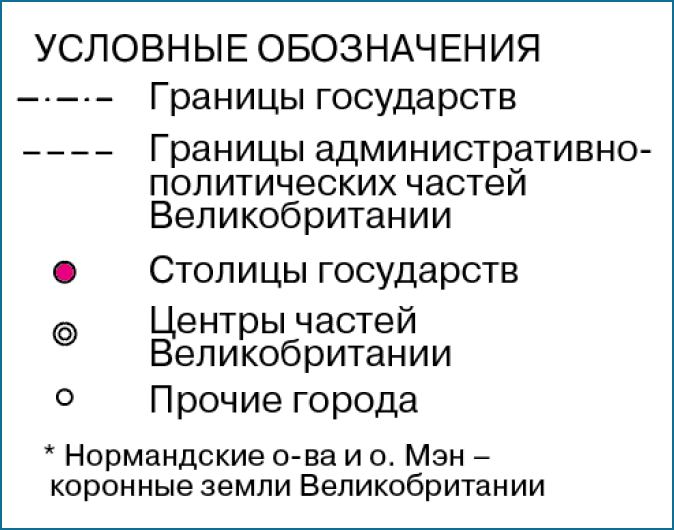 УСЛОВНЫЕ ОБОЗНАЧЕНИЯ
Границы государств
Границы административно-
политических частей
Великобритании
Столицы государств
Центры частей
Великобритании
Прочие города
* Нормандские о-ва и о. Мэн –
коронные земли Великобритании